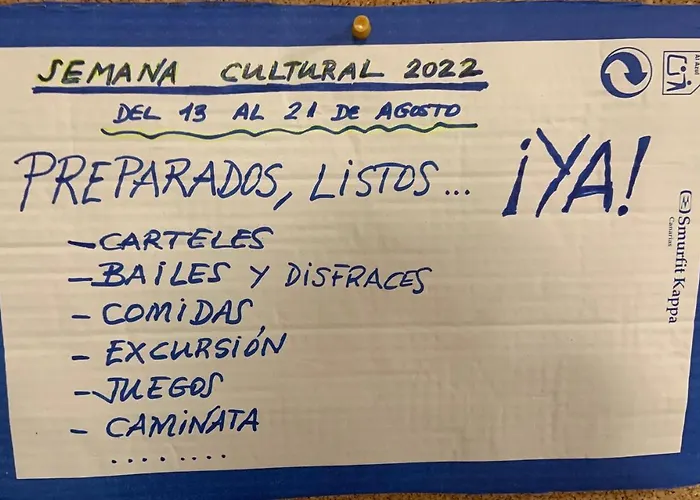 SEMANA CULTURAL 2022
DEL 13 AL 21 DE AGOSTO
PREPARADOS, LISTOS... ¡YA!
- CARTELES
- BAILES Y DISFRACES
- COMIDAS
- EXCURSIÓN
- JUEGOS
- CAMINATA
.........
Smurfit Kappa
Canarias